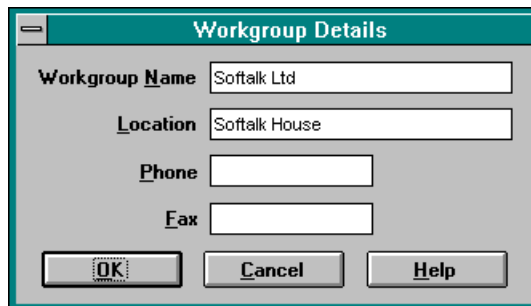 Workgroup Details
Workgroup Name Softalk Ltd
Location Softalk House
Phone
Fax
OK Cancel Help